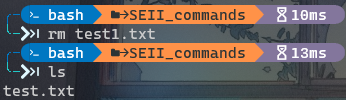 >_ bash SEII_commands 10ms
rm test1.txt
>_ bash SEII_commands 13ms
ls
test.txt